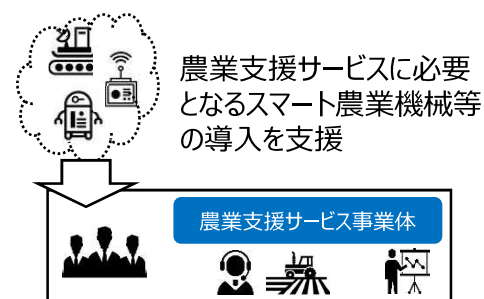 農業支援サービスに必要
となるスマート農業機械等
の導入を支援
農業支援サービス事業体